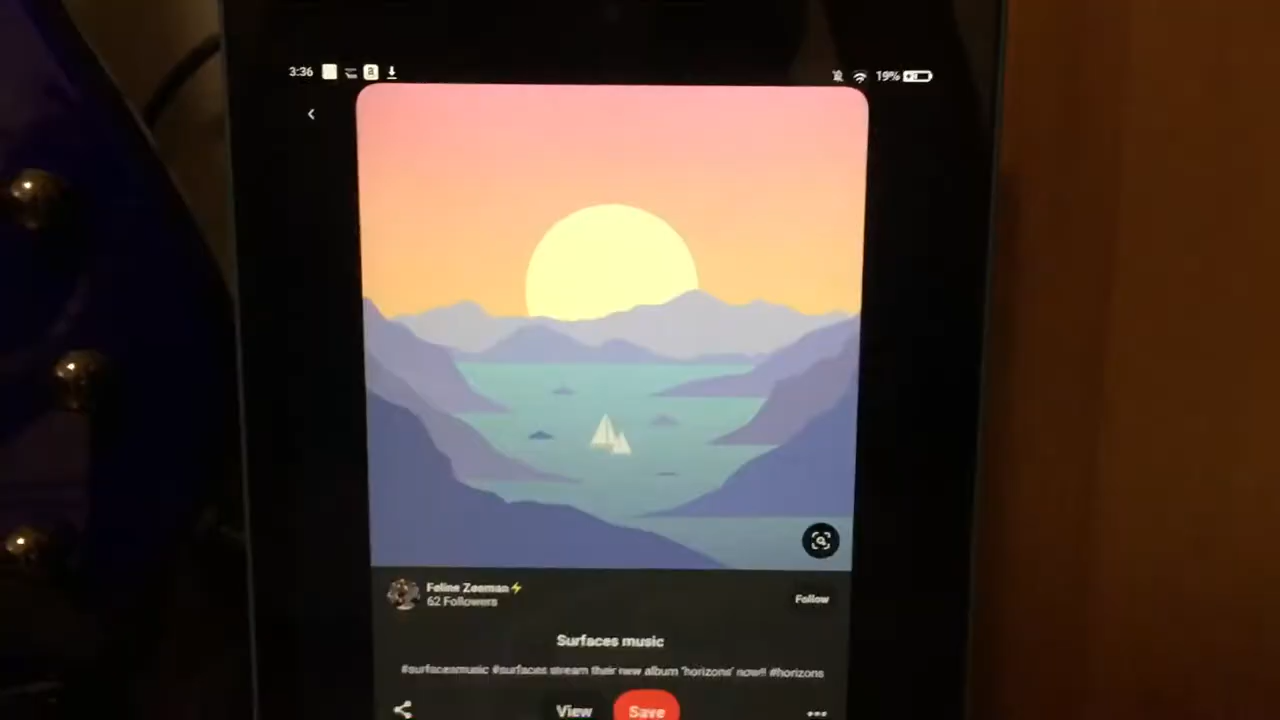 3:36
a
19%
Feline Zeeman⚡
62 Followers
Follow
Surfaces music
#surfacesmusic #surfaces stream their new album 'horizons' now!! #horizons
View
Save